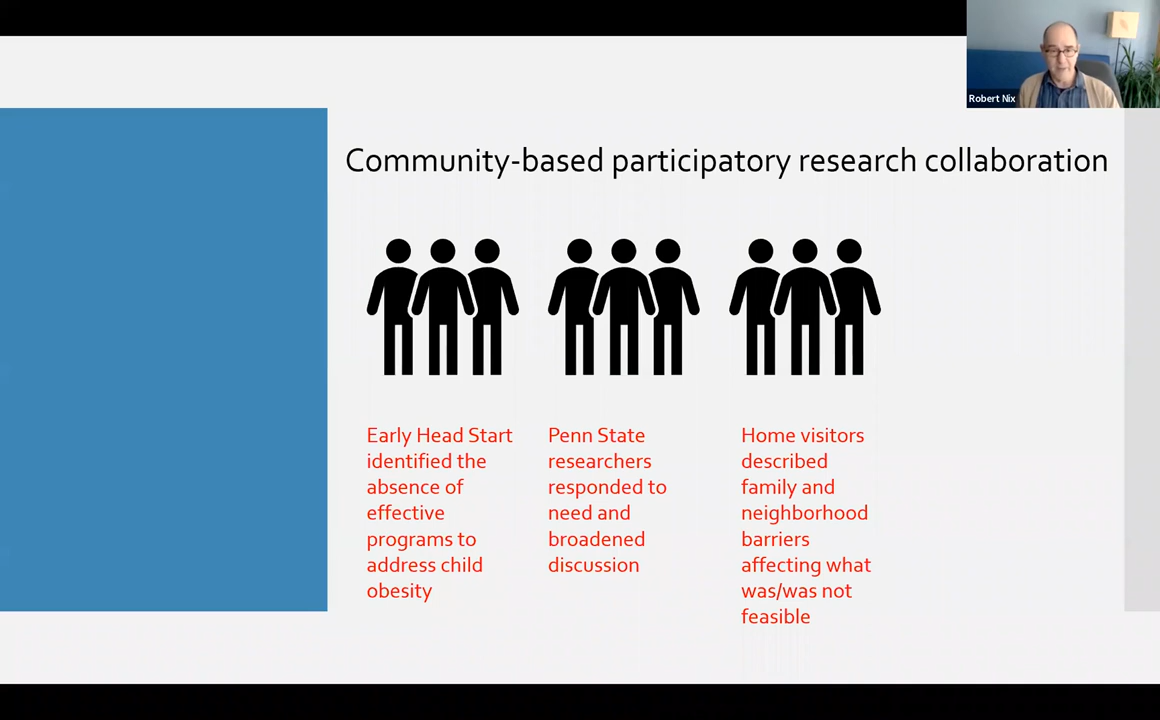 Robert Nix
Community-based participatory research collaboration
Early Head Start
identified the
absence of
effective
programs to
address child
obesity
Penn State
researchers
responded to
need and
broadened
discussion
Home visitors
described
family and
neighborhood
barriers
affecting what
was/was not
feasible